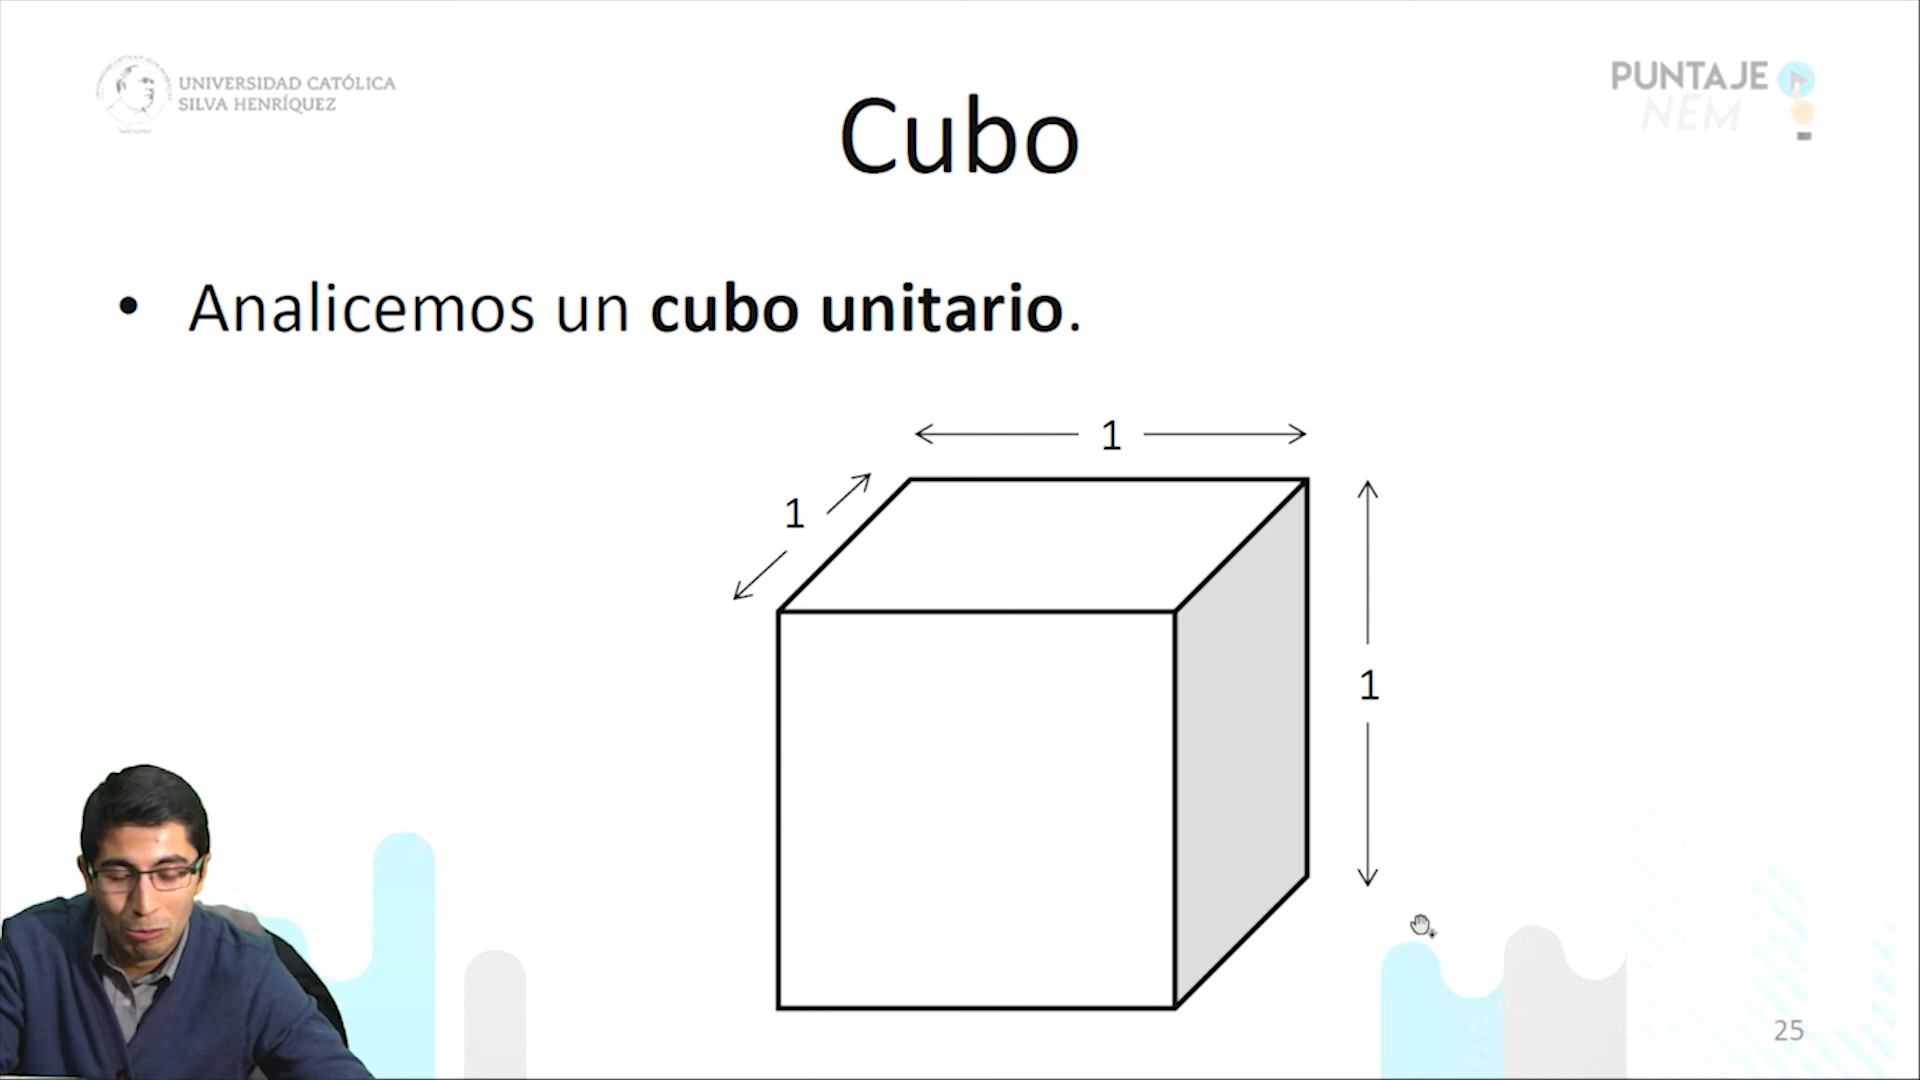 UNIVERSIDAD CATÓLICA
SILVA HENRÍQUEZ
PUNTAJE
NEM
Cubo
• Analicemos un cubo unitario.
1
1
1
25